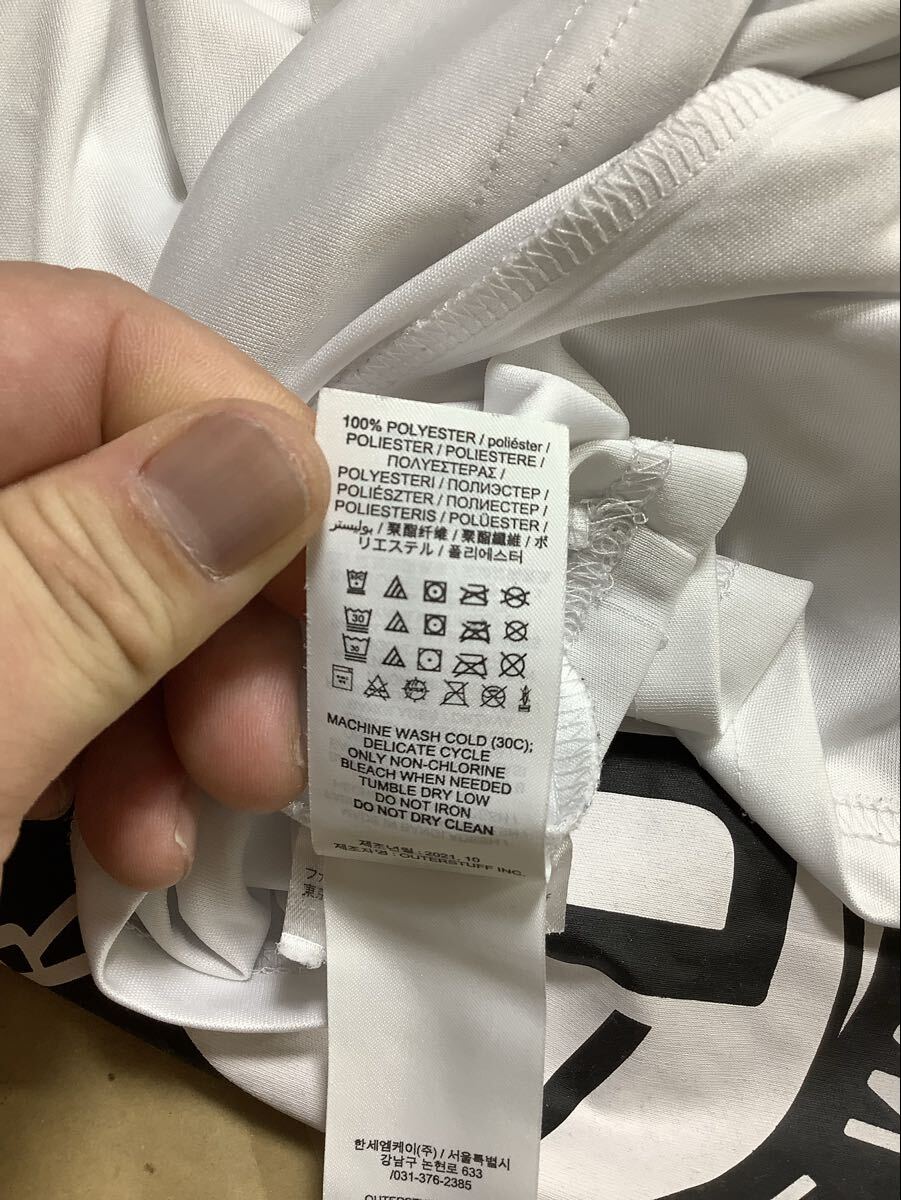 100% POLYESTER / poliéster /
POLIESTER / POLIESTERE /
ΠΟΛΥΕΣΤΕΡΑΣ /
POLYESTERI / ПОЛИЭСТЕР /
POLIÉSZTER / ПОЛИЕСТЕР /
POLIESTERIS / POLÜESTER /
بوليستر / 聚酯纤维 / 聚酯纖維 / ポ
リエステル / 폴리에스터
30
30
MACHINE WASH COLD (30C);
DELICATE CYCLE
ONLY NON-CHLORINE
BLEACH WHEN NEEDED
TUMBLE DRY LOW
DO NOT IRON
DO NOT DRY CLEAN
제조년월 : 2021. 10
제조자명 : OUTERSTUFF INC.
한세엠케이(주) / 서울특별시
강남구 논현로 633
/031-376-2385